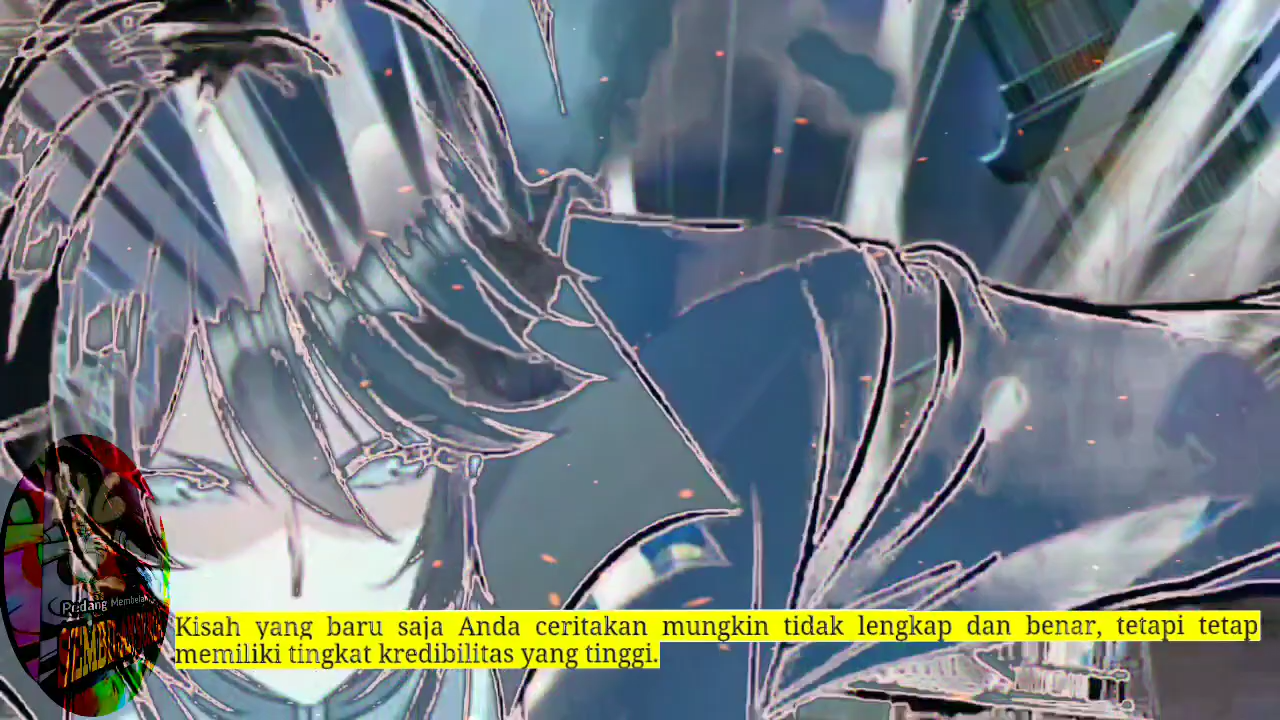 Pedang Membelah
Kisah yang baru saja Anda ceritakan mungkin tidak lengkap dan benar, tetapi tetap
memiliki tingkat kredibilitas yang tinggi.